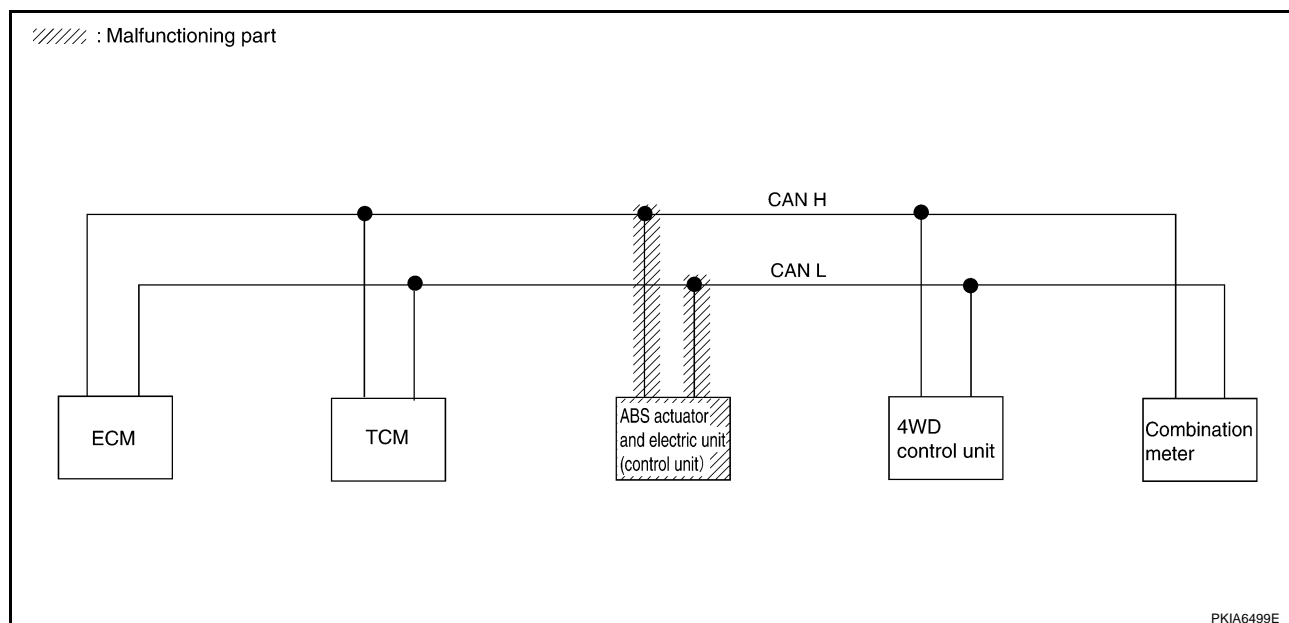 : Malfunctioning part
CAN H
CAN L
ECM
TCM
ABS actuator
and electric unit
(control unit)
4WD
control unit
Combination
meter
PKIA6499E